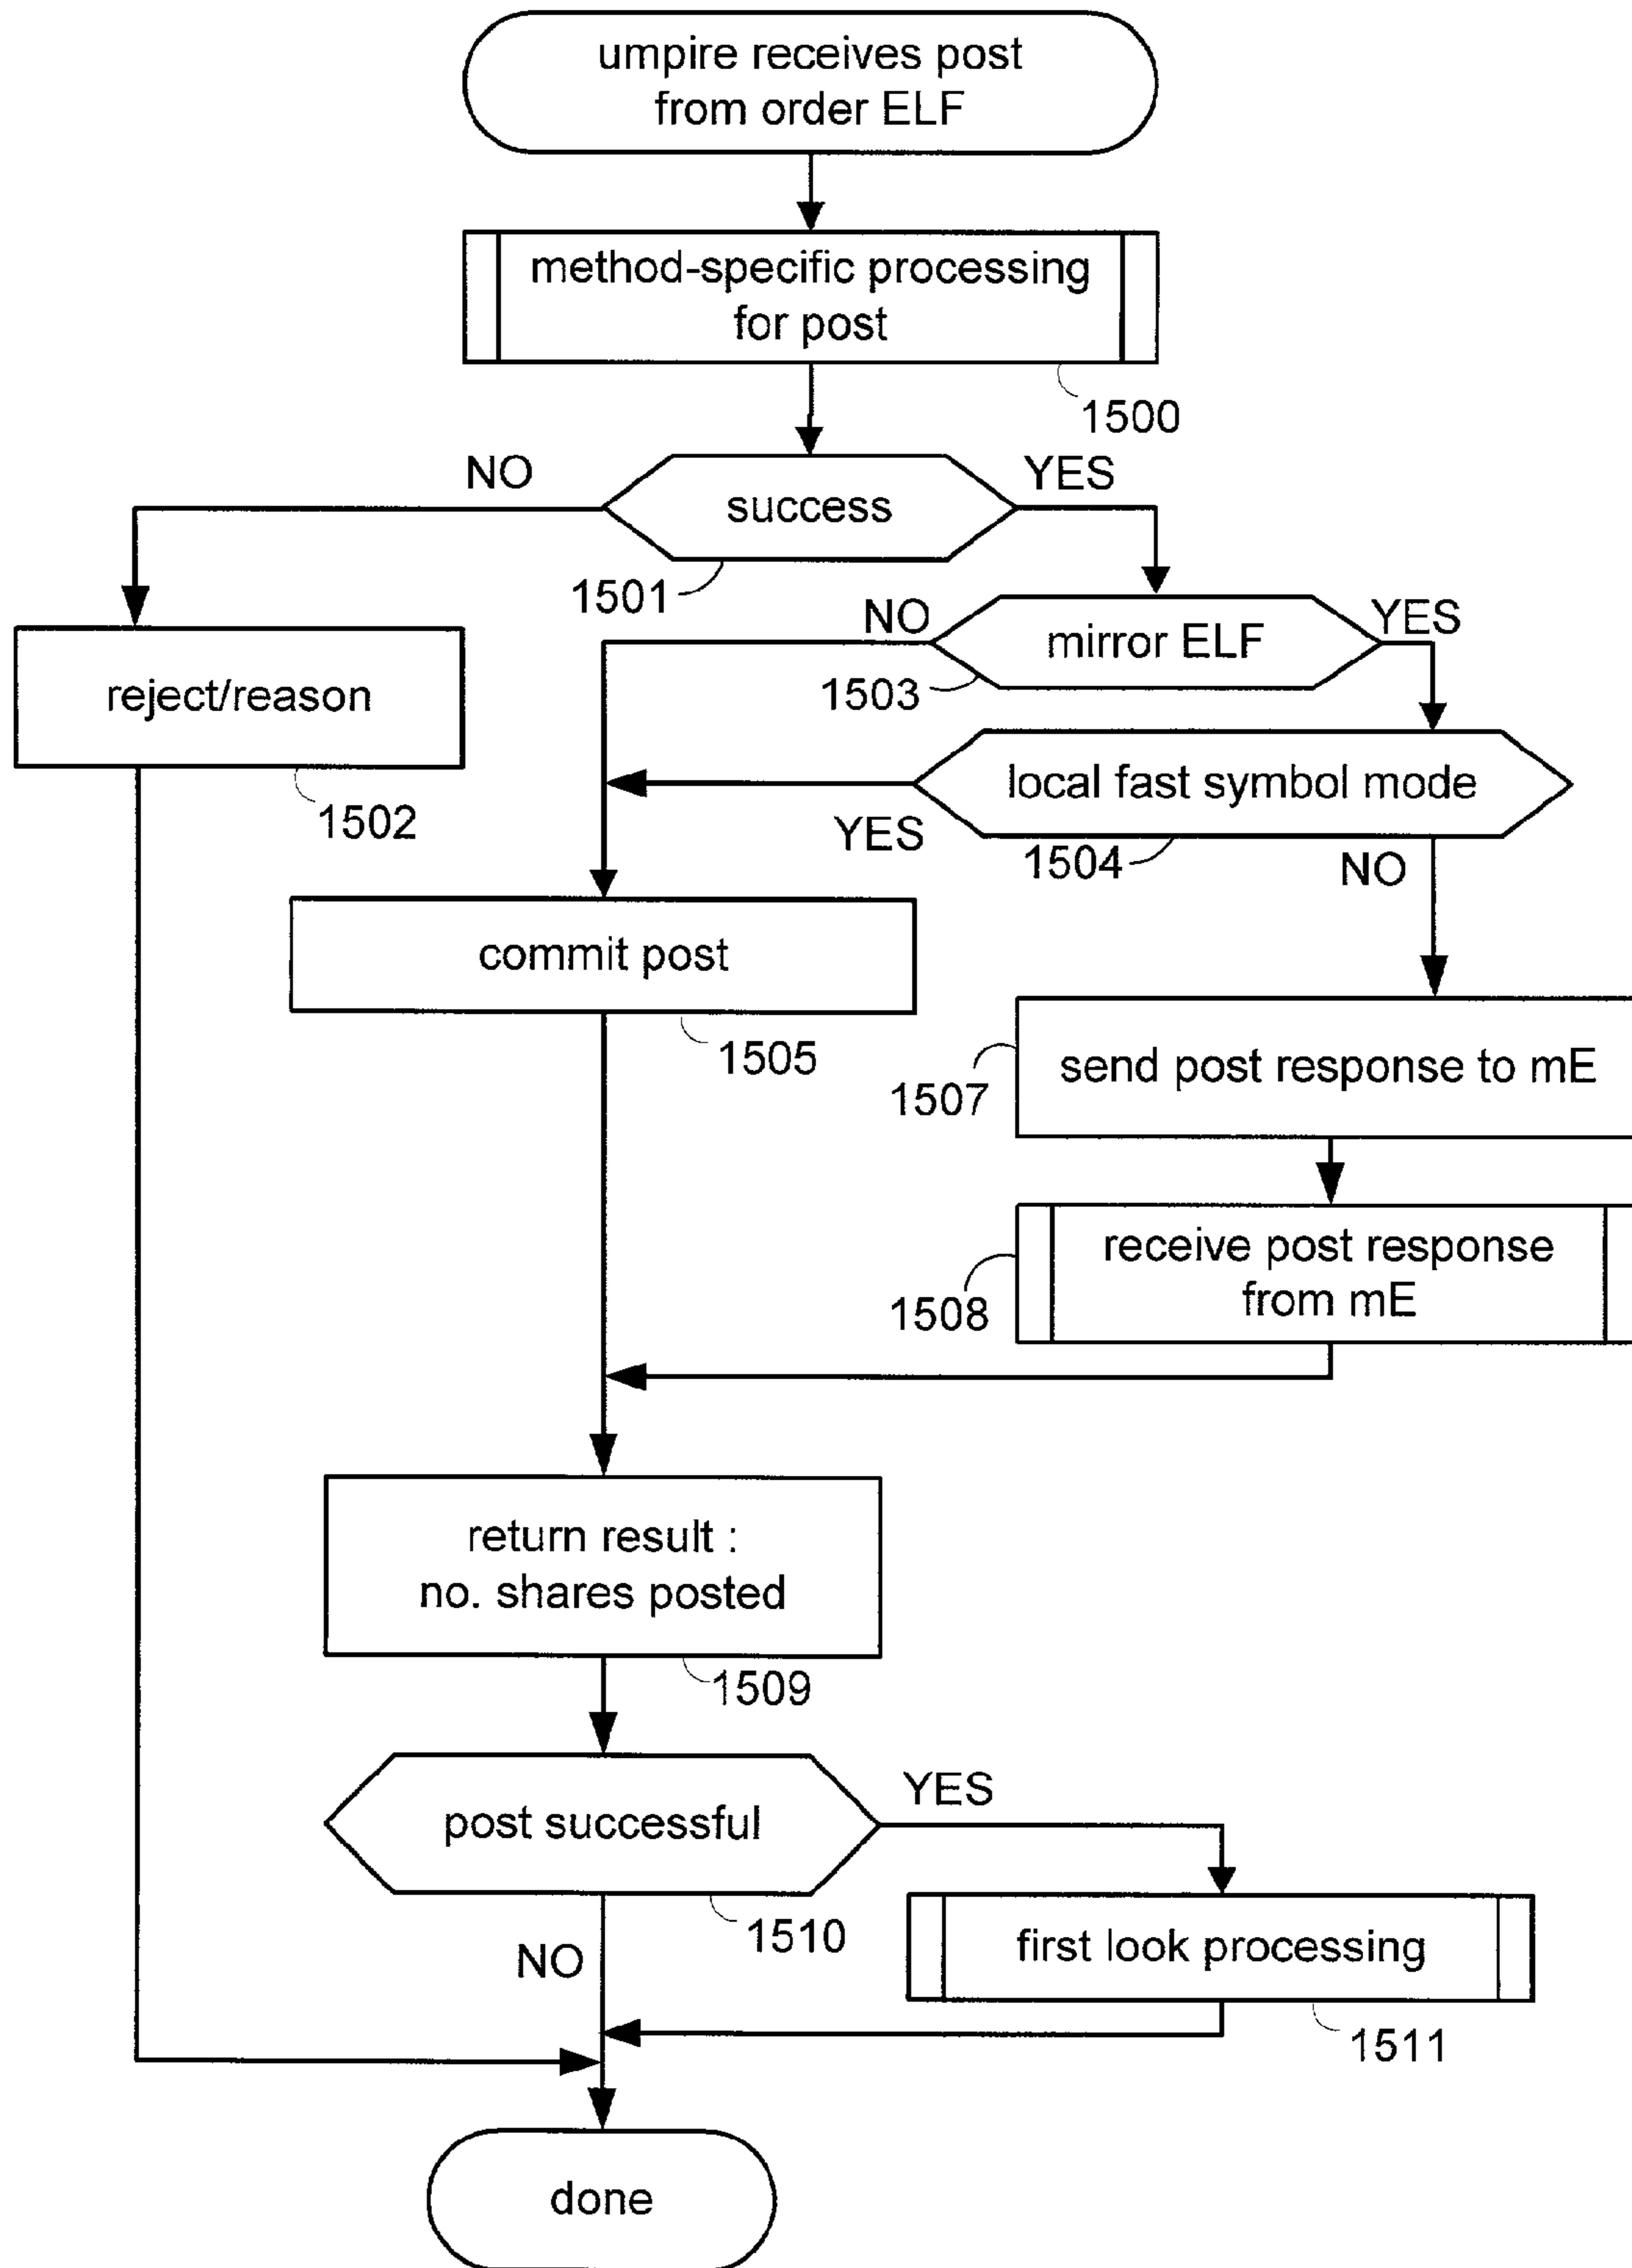 umpire receives post
from order ELF
method-specific processing
for post
1500
NO
YES
success
1501
NO
YES
mirror ELF
1503
reject/reason
1502
local fast symbol mode
YES
1504
NO
commit post
1505
send post response to mE
1507
receive post response
from mE
1508
return result :
no. shares posted
1509
YES
post successful
1510
NO
first look processing
1511
done